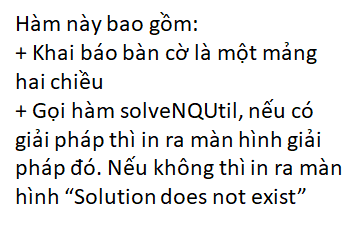 Hàm này bao gồm:
+ Khai báo bàn cờ là một mảng
hai chiều
+ Gọi hàm solveNQUtil, nếu có
giải pháp thì in ra màn hình giải
pháp đó. Nếu không thì in ra màn
hình “Solution does not exist”